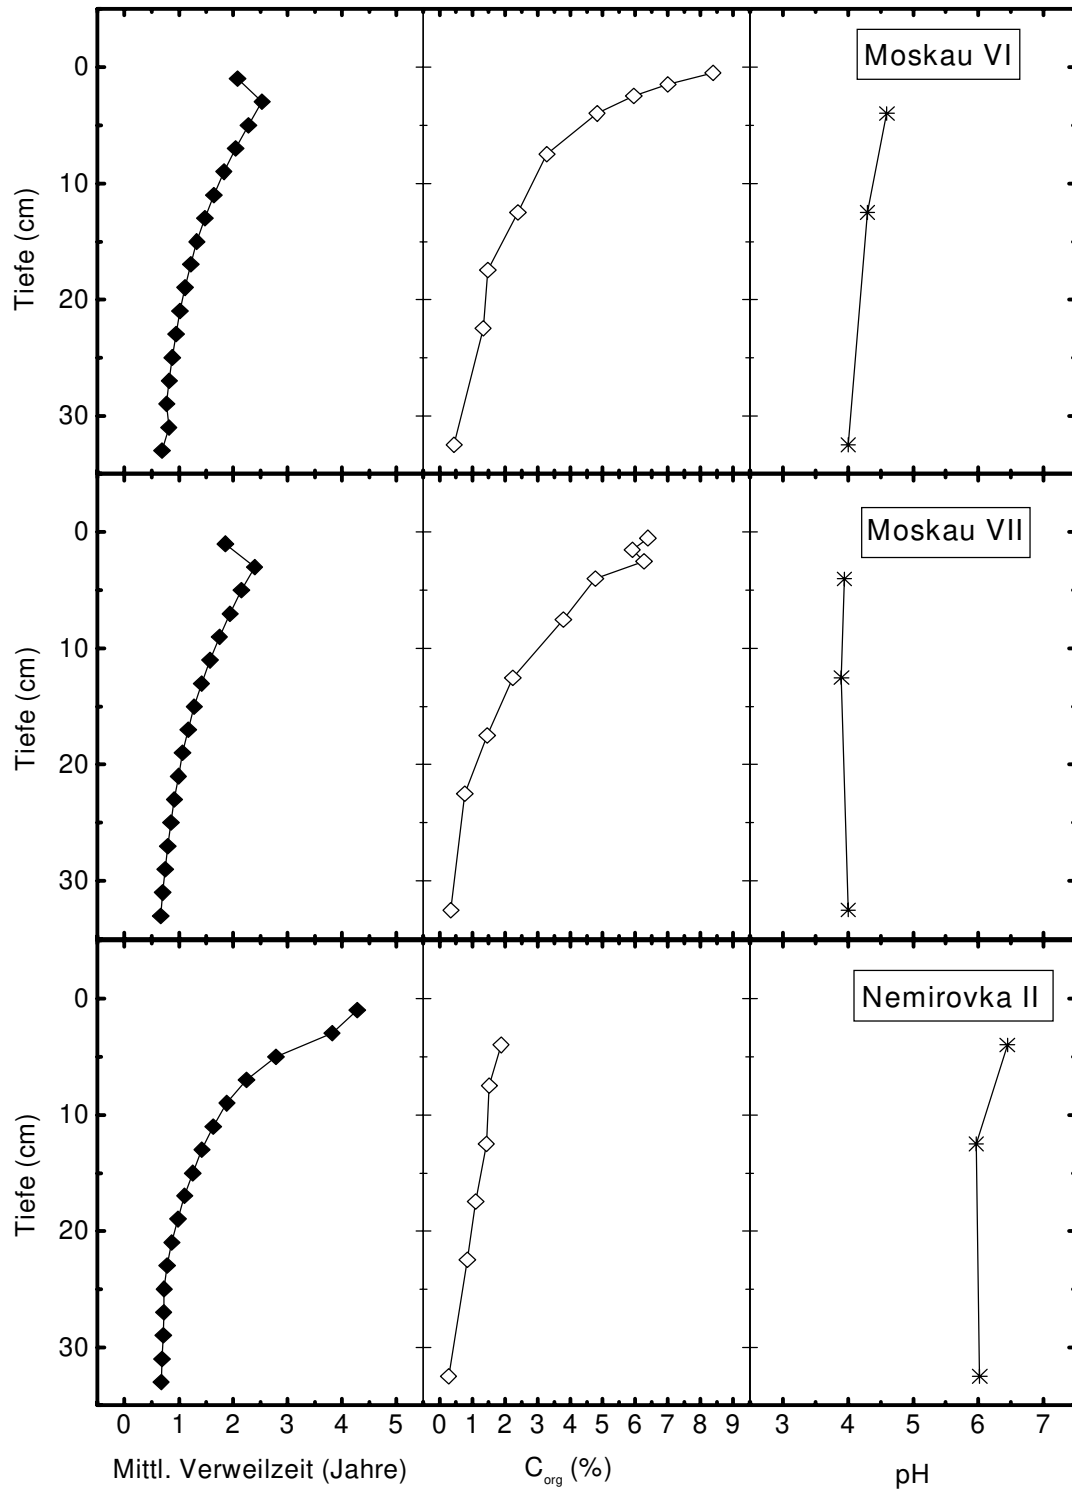 Moskau VI
0
10
20
30
Tiefe (cm)
Moskau VII
0
10
20
30
Tiefe (cm)
Nemirovka II
0
10
20
30
Tiefe (cm)
0 1 2 3 4 5 0 1 2 3 4 5 6 7 8 9 3 4 5 6 7
Mittl. Verweilzeit (Jahre) C_org (%) pH